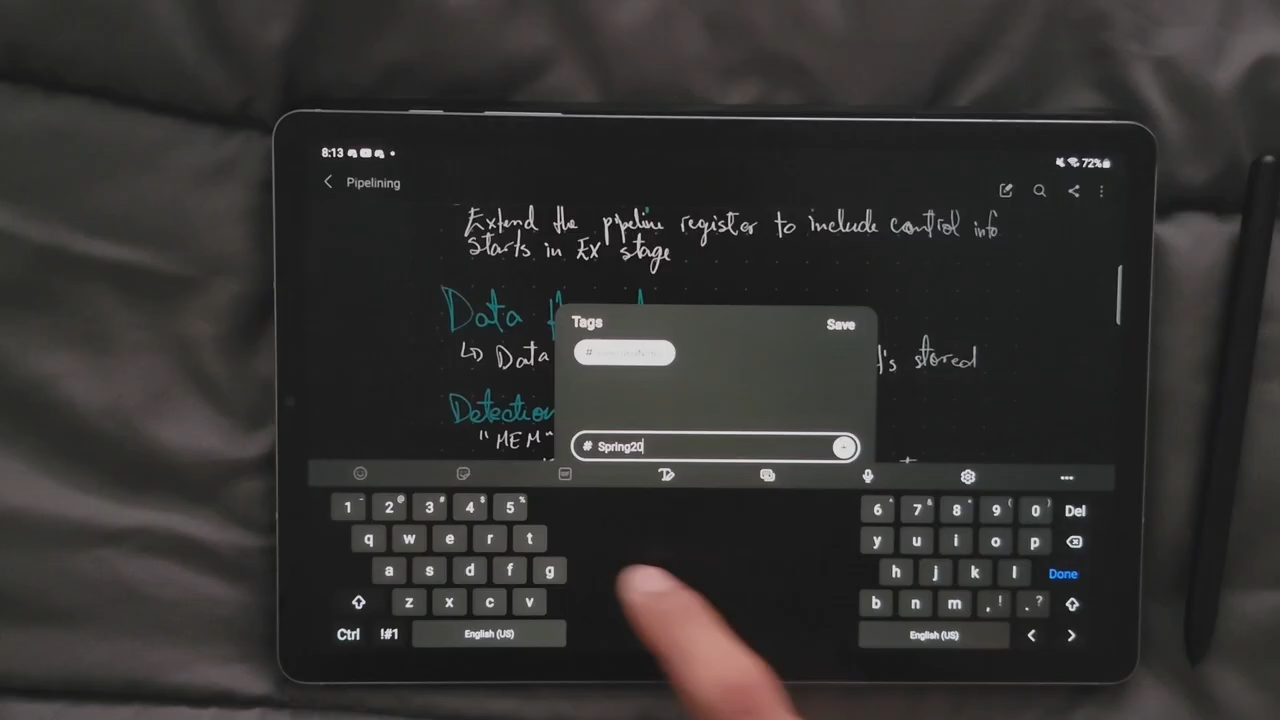 8:13
72%
Pipelining
Extend the pipeline register to include control info
starts in EX stage
Data
↳ Data 's stored
Detection
"MEM"
Tags Save
#
# Spring20
1 2 @ 3 # 4 $ 5 % 6 ^ 7 & 8 * 9 ( 0 ) Del
q w e r t y u i o p
a s d f g h j k l Done
z x c v b n m , ! . ?
Ctrl !#1 English (US) English (US) < >